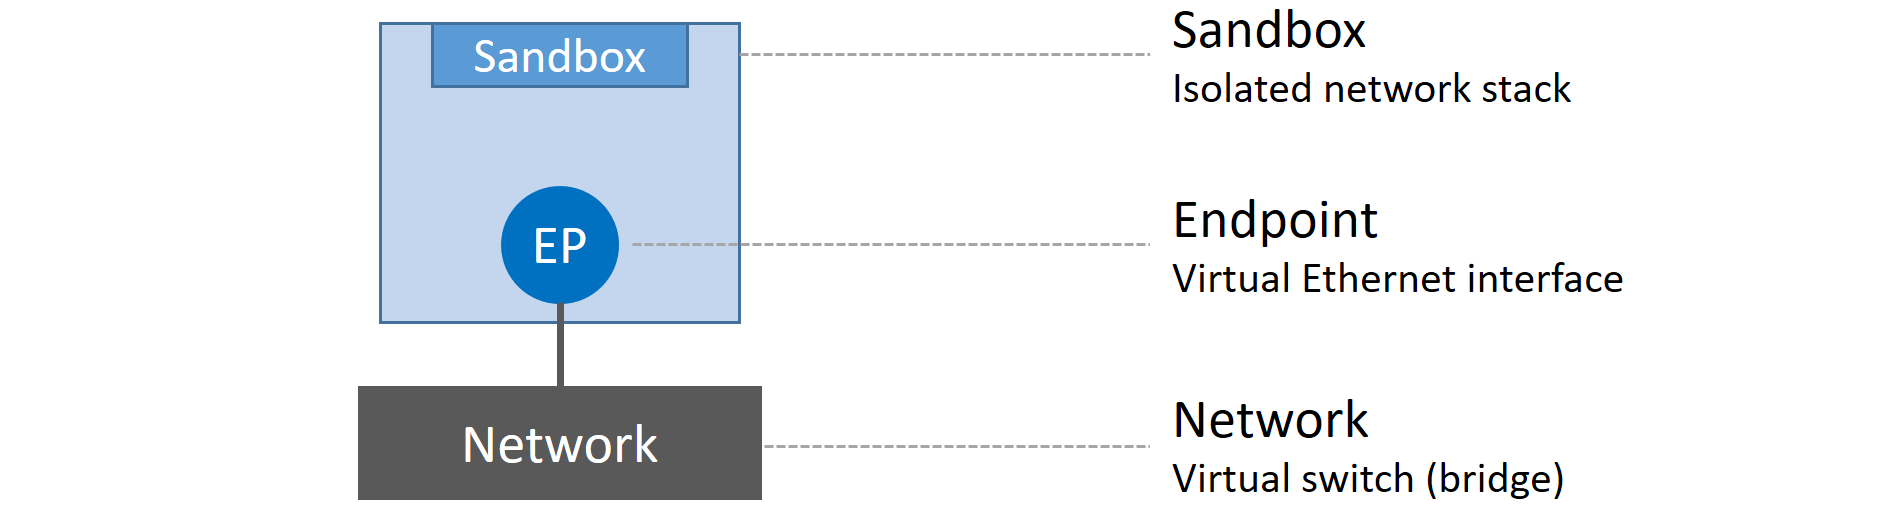 Sandbox
EP
Network
Sandbox
Isolated network stack
Endpoint
Virtual Ethernet interface
Network
Virtual switch (bridge)